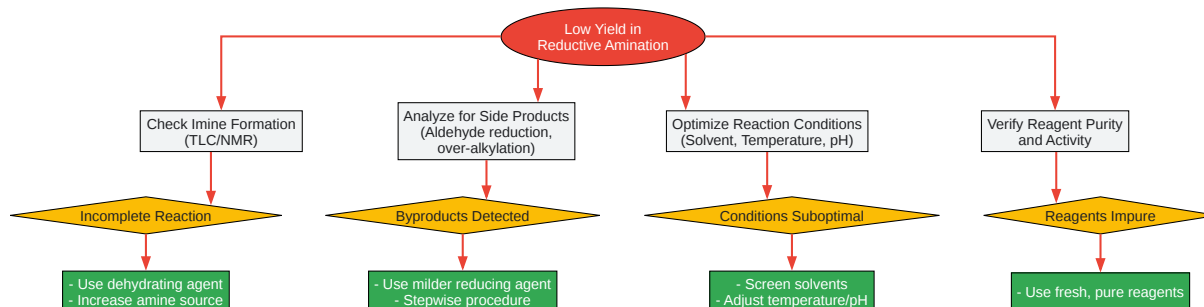 Low Yield in
Reductive Amination
Check Imine Formation
(TLC/NMR)
Analyze for Side Products
(Aldehyde reduction,
over-alkylation)
Optimize Reaction Conditions
(Solvent, Temperature, pH)
Verify Reagent Purity
and Activity
Incomplete Reaction
Byproducts Detected
Conditions Suboptimal
Reagents Impure
- Use dehydrating agent
- Increase amine source
- Use milder reducing agent
- Stepwise procedure
- Screen solvents
- Adjust temperature/pH
- Use fresh, pure reagents